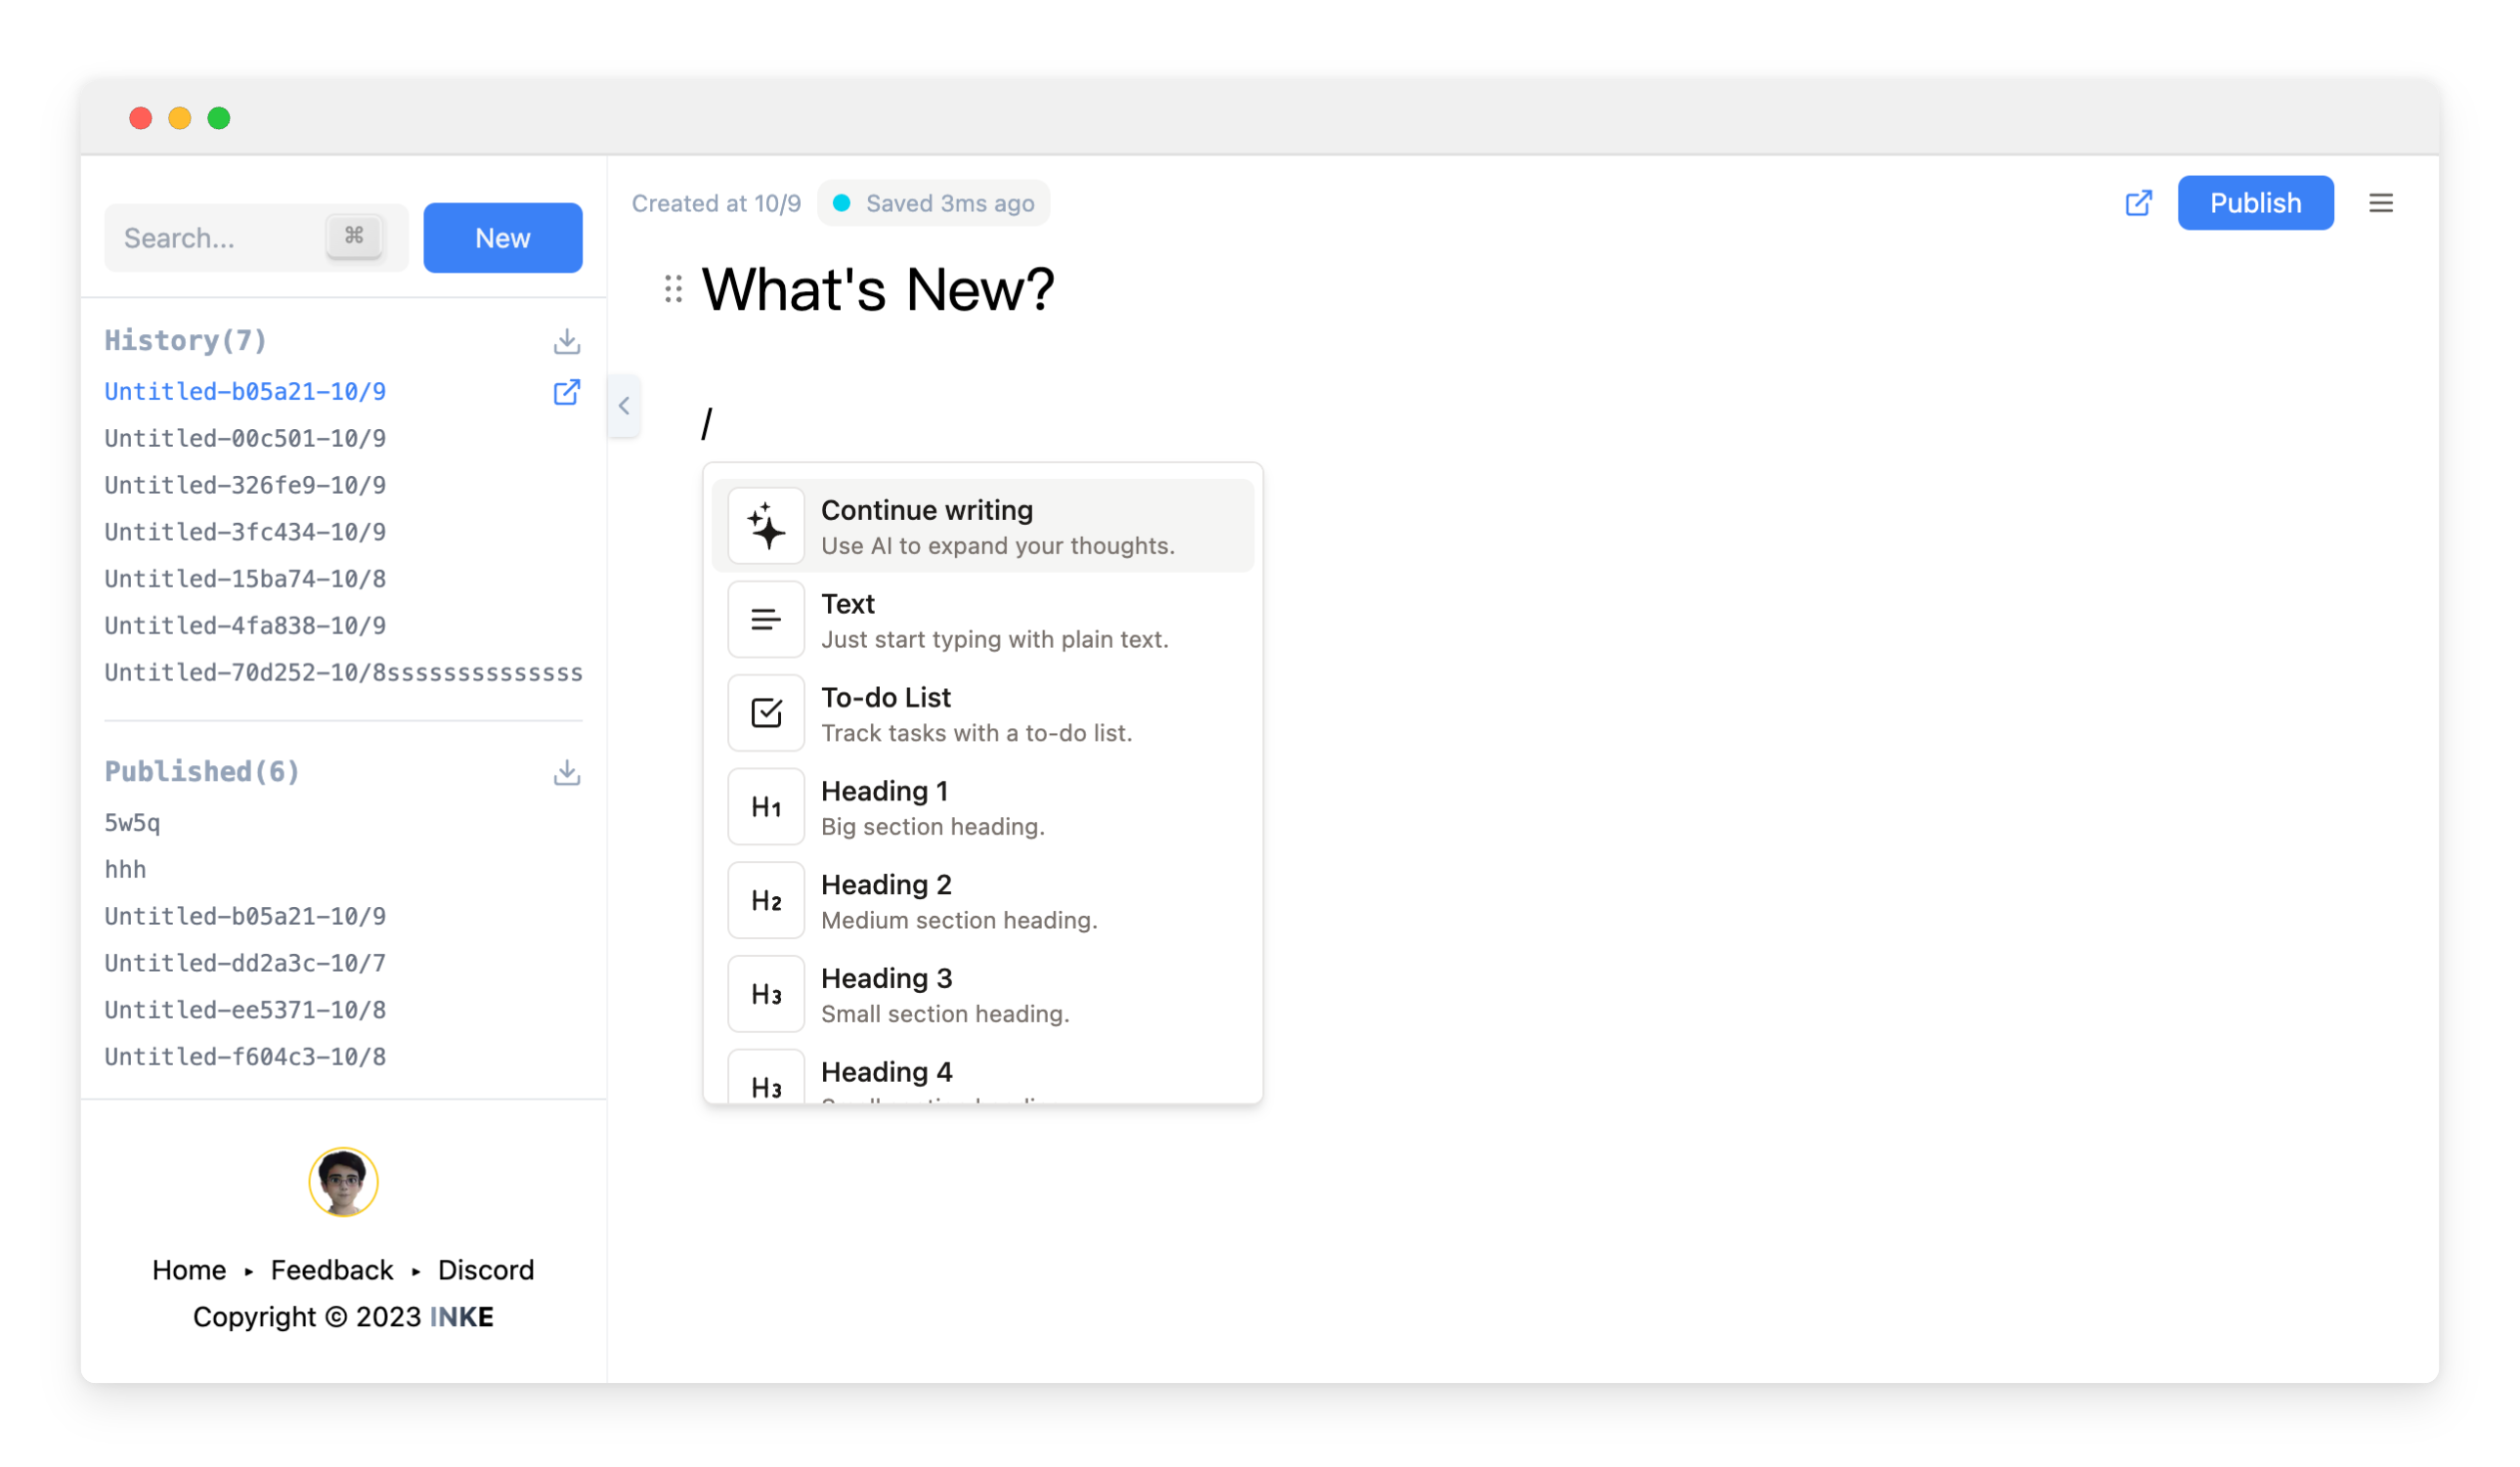 Search...
⌘
New
History(7)
Untitled-b05a21-10/9
Untitled-00c501-10/9
Untitled-326fe9-10/9
Untitled-3fc434-10/9
Untitled-15ba74-10/8
Untitled-4fa838-10/9
Untitled-70d252-10/8ssssssssssssss
Published(6)
5w5q
hhh
Untitled-b05a21-10/9
Untitled-dd2a3c-10/7
Untitled-ee5371-10/8
Untitled-f604c3-10/8
Home ▸ Feedback ▸ Discord
Copyright © 2023 INKE
Created at 10/9
Saved 3ms ago
Publish
What's New?
/
Continue writing
Use AI to expand your thoughts.
Text
Just start typing with plain text.
To-do List
Track tasks with a to-do list.
H1
Heading 1
Big section heading.
H2
Heading 2
Medium section heading.
H3
Heading 3
Small section heading.
H3
Heading 4